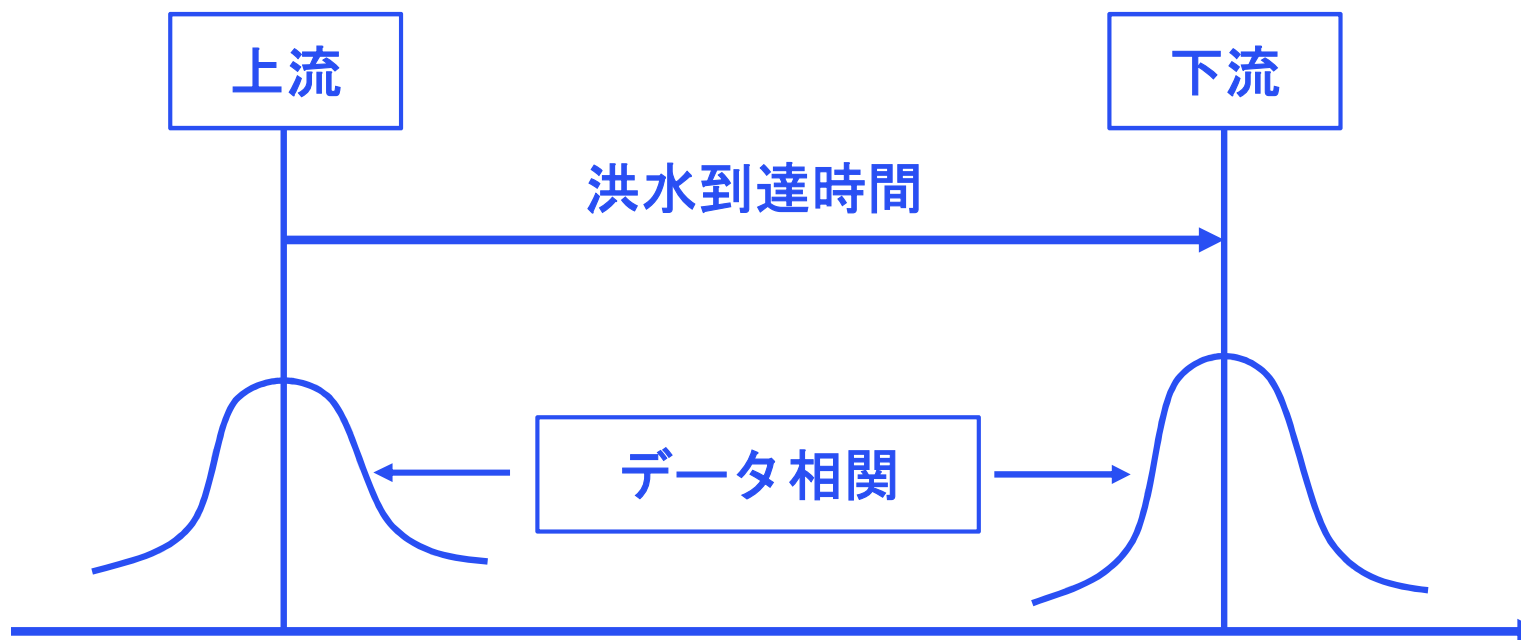 上流
下流
洪水到達時間
データ相関